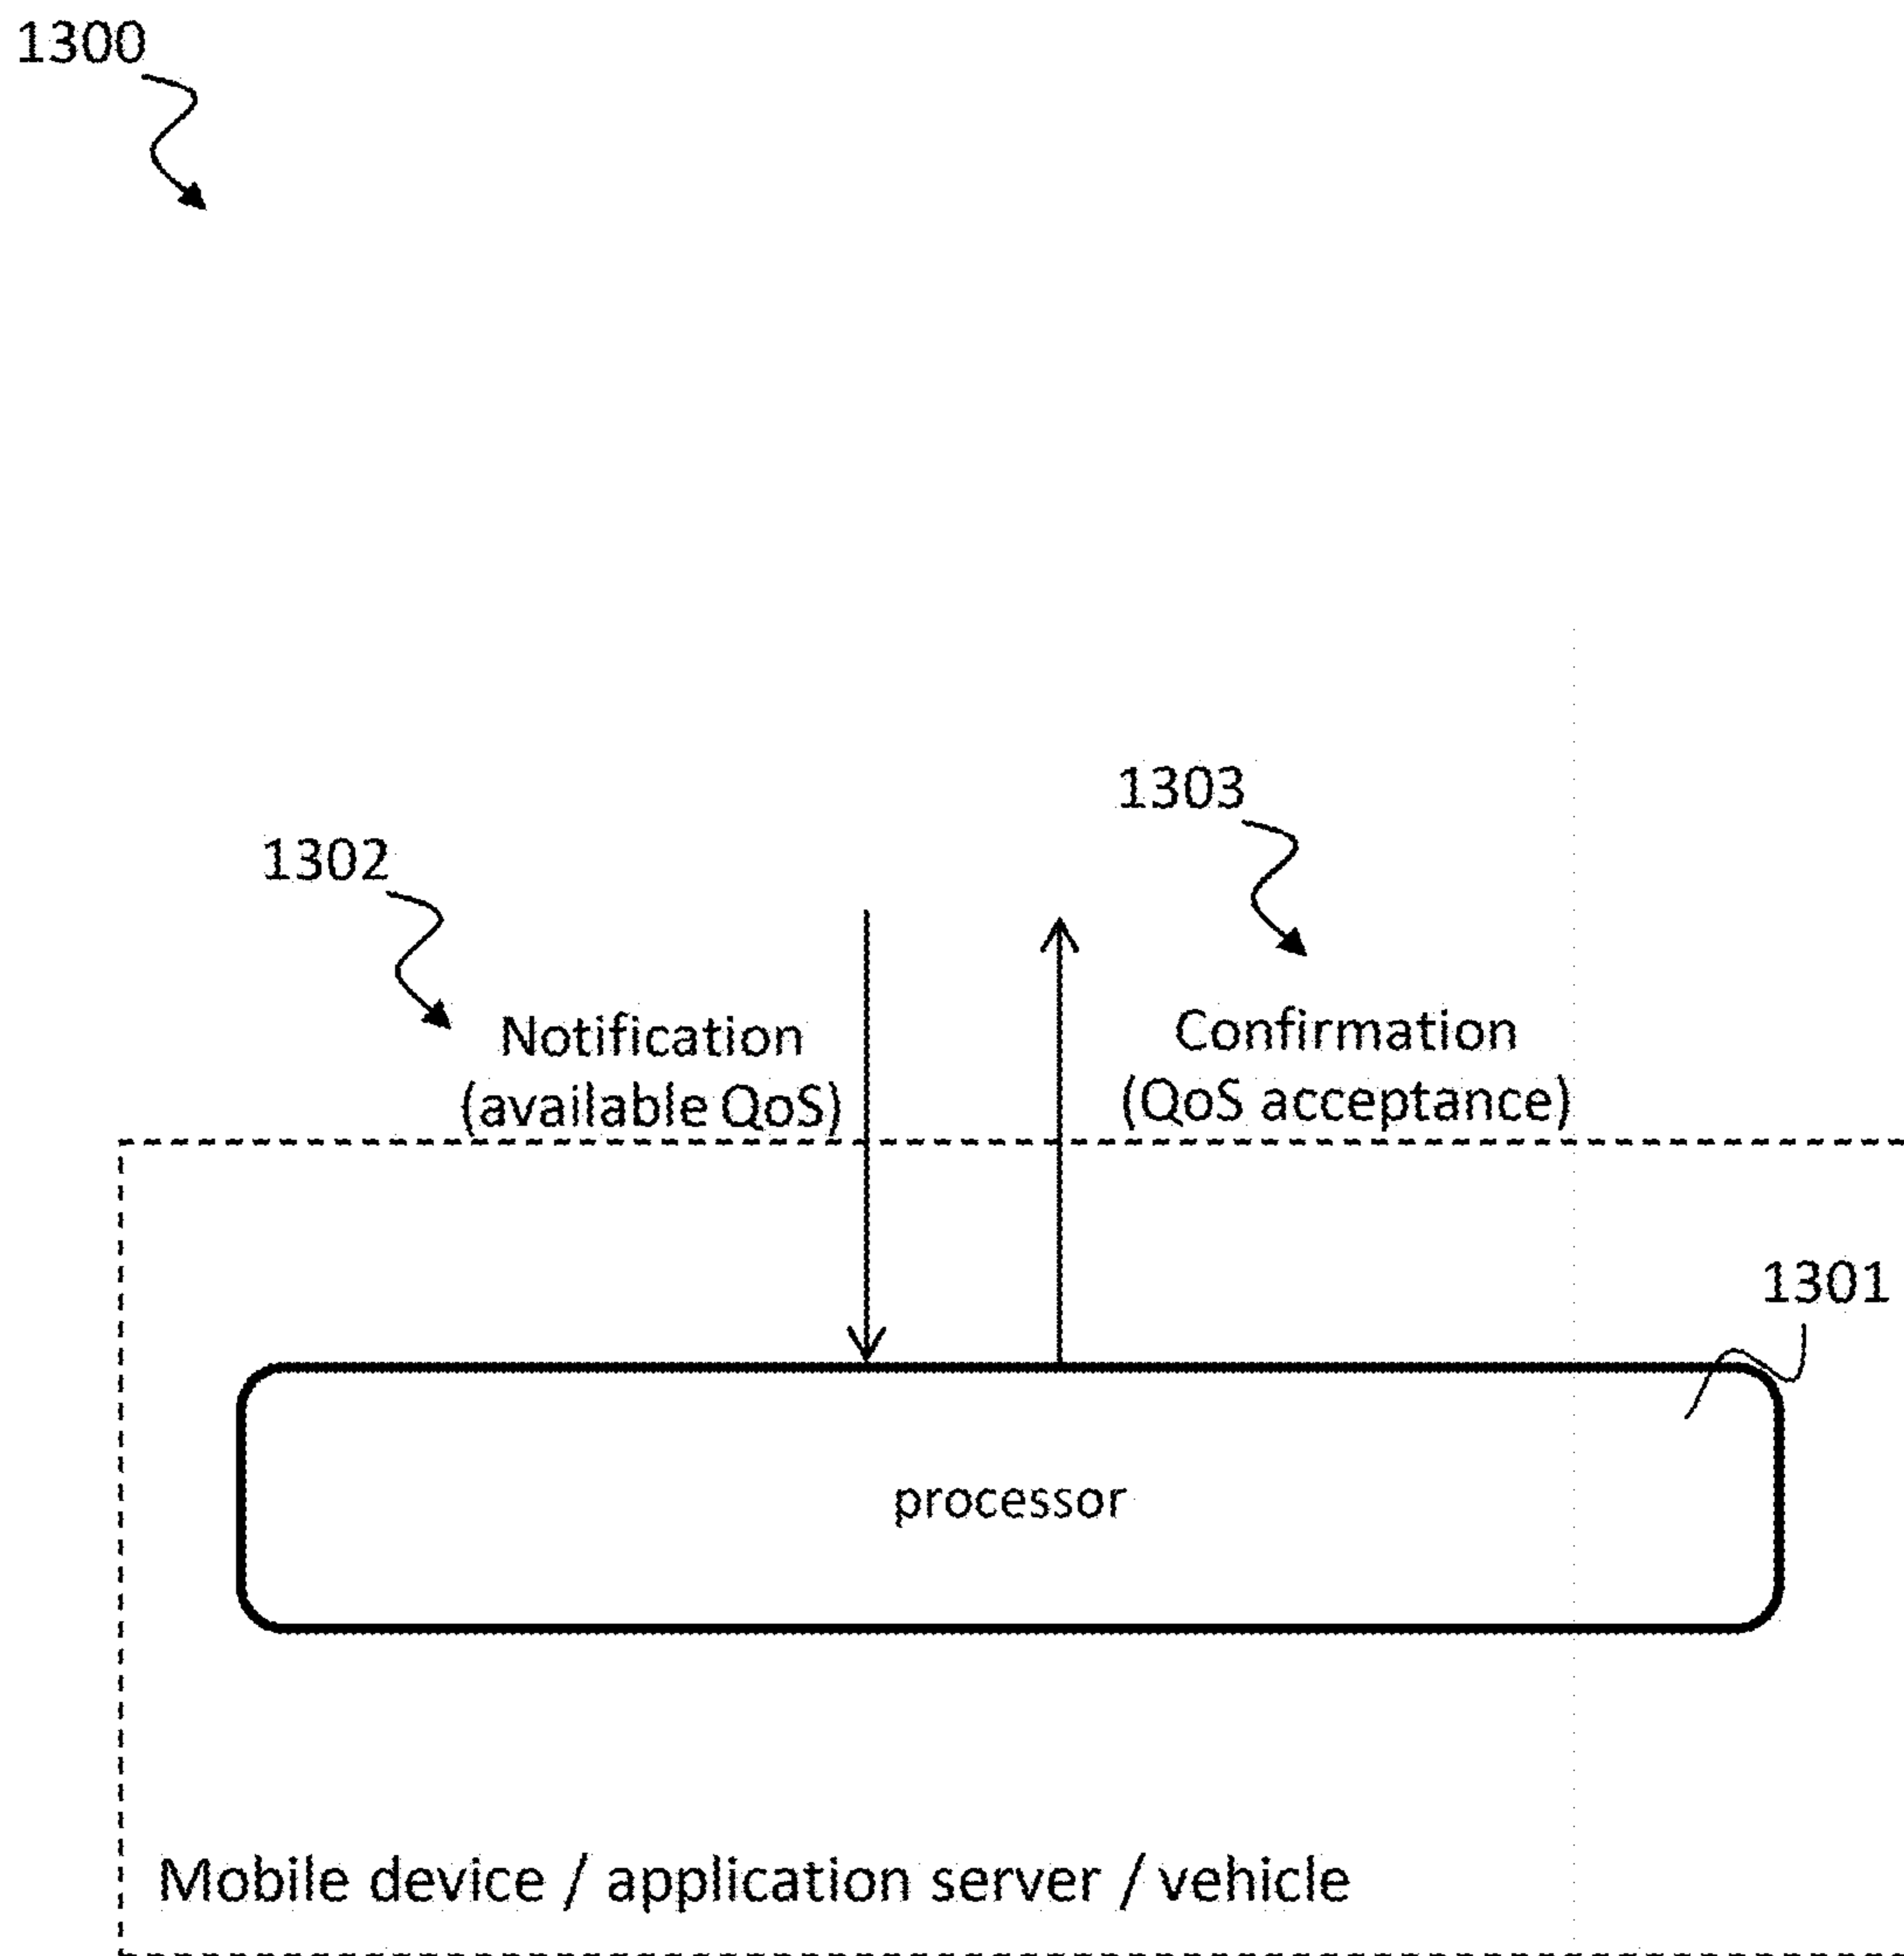 1300
1303
1302
Notification
(available QoS)
Confirmation
(QoS acceptance)
1301
processor
Mobile device / application server / vehicle